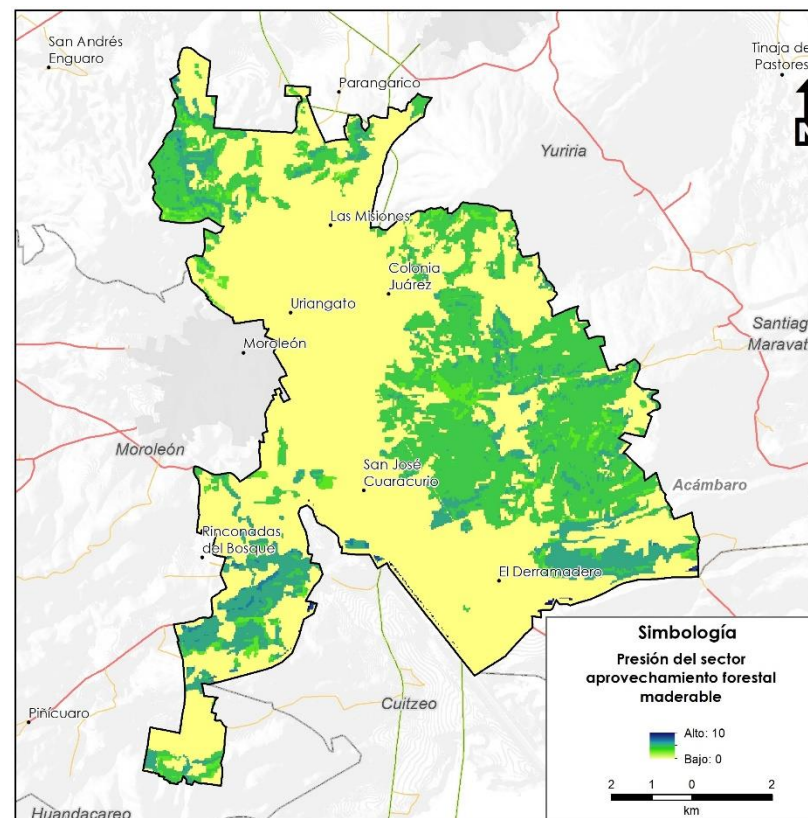 San Andrés
Enguaro
Tinaja de
Pastores
Parangarico
N
Yuriria
Las Misiones
Colonia
Juárez
Uriangato
Santiag
Maravat
Moroleón
Moroleón
San José
Cuaracurio
Acámbaro
Rinconadas
del Bosque
El Derramadero
Simbología
Presión del sector
aprovechamiento forestal
maderable
Alto: 10
Bajo: 0
2 1 0 2
km
Cuitzeo
Piñícuaro
Huandacareo